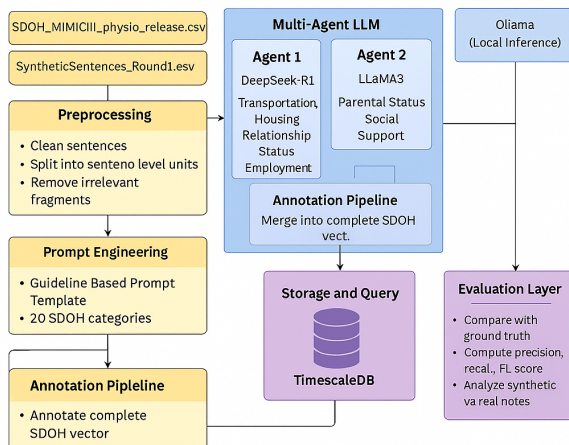 SDOH_MIMICIII_physio_release.csv
SyntheticSentences_Round1.esv
Preprocessing
• Clean sentences
• Split into senteno level units
• Remove irrelevant
fragments
Prompt Engineering
• Guideline Based Prompt
Template
• 20 SDOH categories
Annotation Pipleline
• Annotate complete
SDOH vector
Multi-Agent LLM
Agent 1
DeepSeek-R1
Transportation,
Housing
Relationship
Status
Employment
Agent 2
LLaMA3
Parental Status
Social
Support
Annotation Pipeline
Merge into complete SDOH
vect.
Storage and Query
TimescaleDB
Oliama
(Local Inference)
Evaluation Layer
• Compare with
ground truth
• Compute precision,
recal., FL score
• Analyze synthetic
va real notes